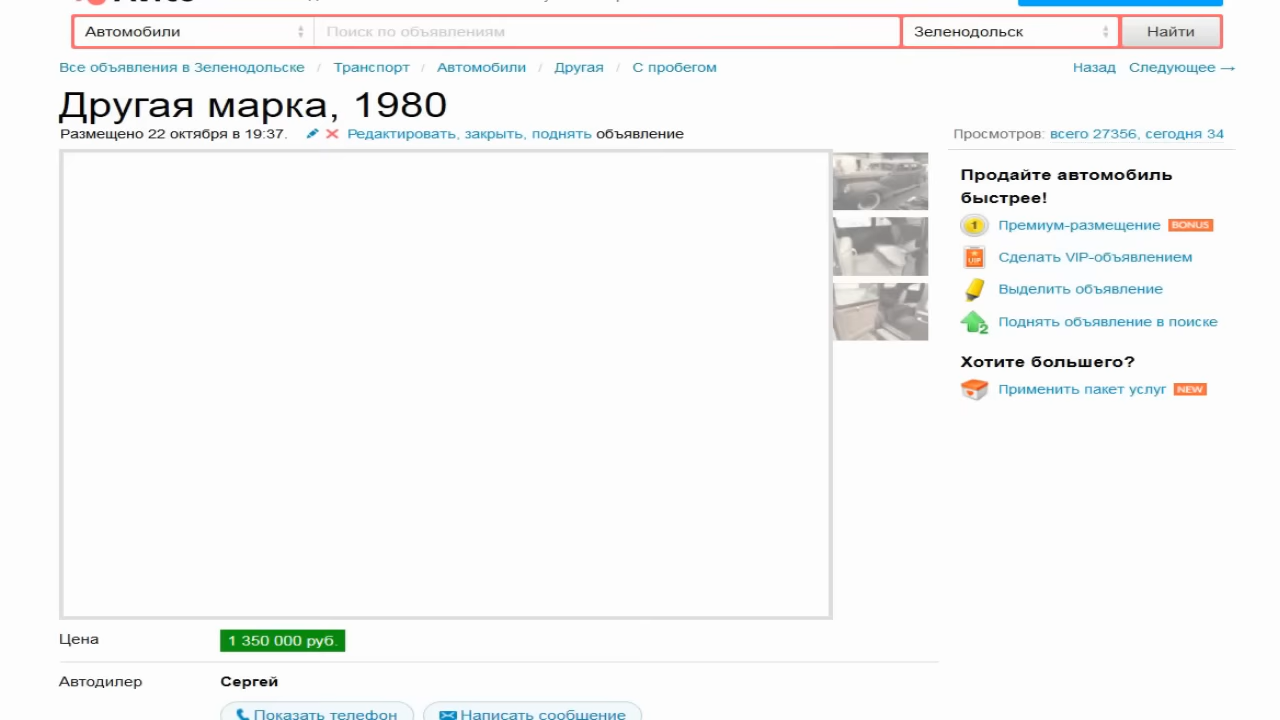 Автомобили Поиск по объявлениям Зеленодольск Найти
Все объявления в Зеленодольске / Транспорт / Автомобили / Другая / С пробегом Назад Следующее →
Другая марка, 1980
Размещено 22 октября в 19:37. Редактировать, закрыть, поднять объявление Просмотров: всего 27356, сегодня 34
Продайте автомобиль
быстрее!
1 Премиум-размещение BONUS
VIP Сделать VIP-объявлением
Выделить объявление
2 Поднять объявление в поиске
Хотите большего?
Применить пакет услуг NEW
Цена 1 350 000 руб.
Автодилер Сергей
Показать телефон Написать сообщение